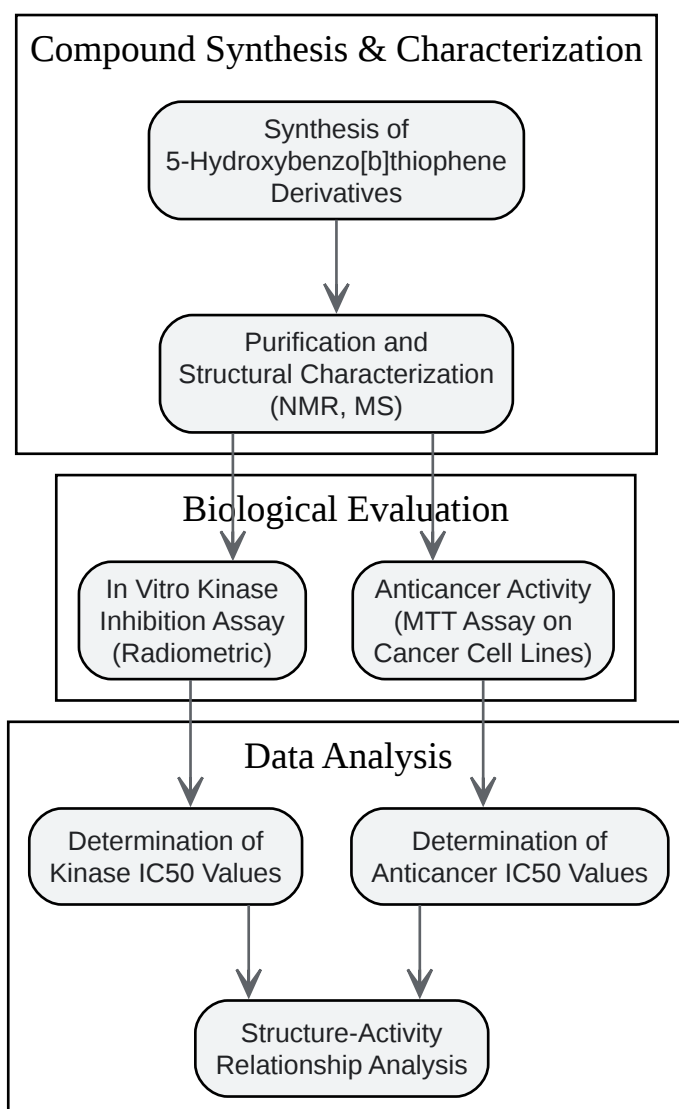 Compound Synthesis & Characterization
Synthesis of
5-Hydroxybenzo[b]thiophene
Derivatives
Purification and
Structural Characterization
(NMR, MS)
Biological Evaluation
In Vitro Kinase
Inhibition Assay
(Radiometric)
Anticancer Activity
(MTT Assay on
Cancer Cell Lines)
Data Analysis
Determination of
Kinase IC50 Values
Determination of
Anticancer IC50 Values
Structure-Activity
Relationship Analysis